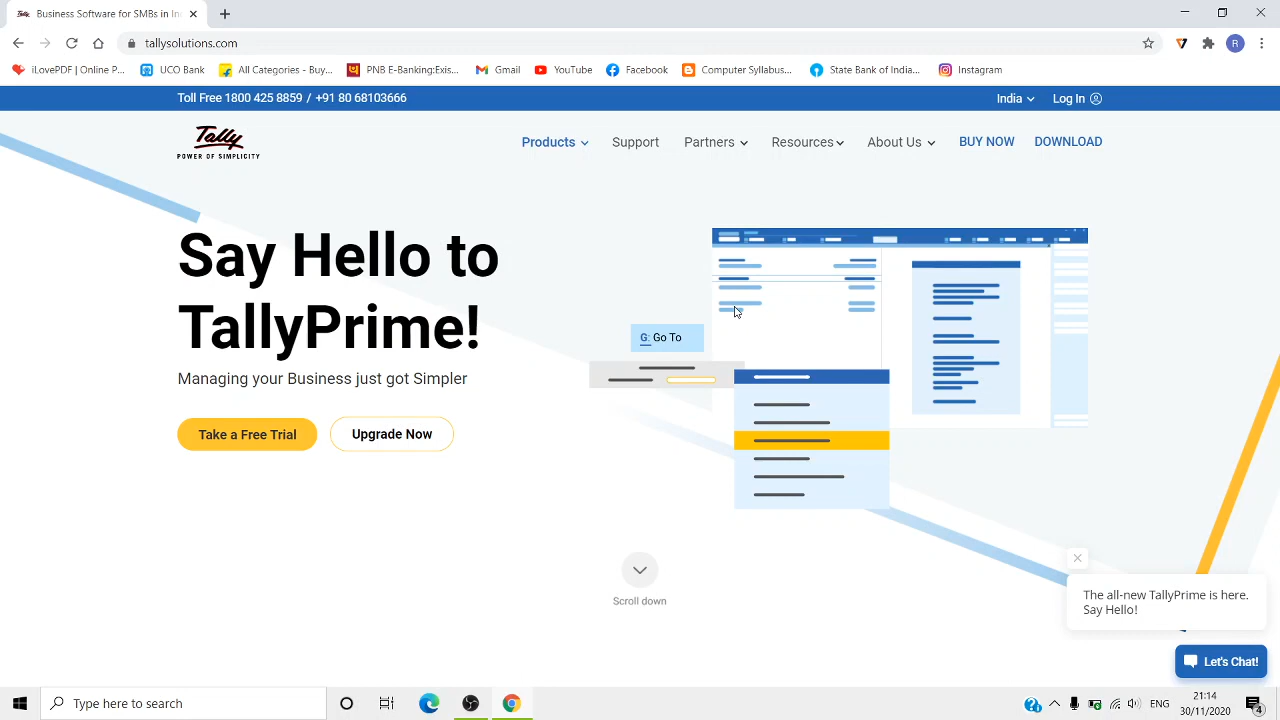 Business Software for SMBs in In
tallysolutions.com
R
iLovePDF | Online P...
UCO Bank
All Categories - Buy...
PNB E-Banking:Exis...
Gmail
YouTube
Facebook
Computer Syllabus...
State Bank of India...
Instagram
Toll Free 1800 425 8859 / +91 80 68103666
India
Log In
Tally
POWER OF SIMPLICITY
Products
Support
Partners
Resources
About Us
BUY NOW
DOWNLOAD
Say Hello to
TallyPrime!
Managing your Business just got Simpler
Take a Free Trial
Upgrade Now
G: Go To
Scroll down
The all-new TallyPrime is here.
Say Hello!
Let's Chat!
Type here to search
ENG
21:14
30/11/2020
4